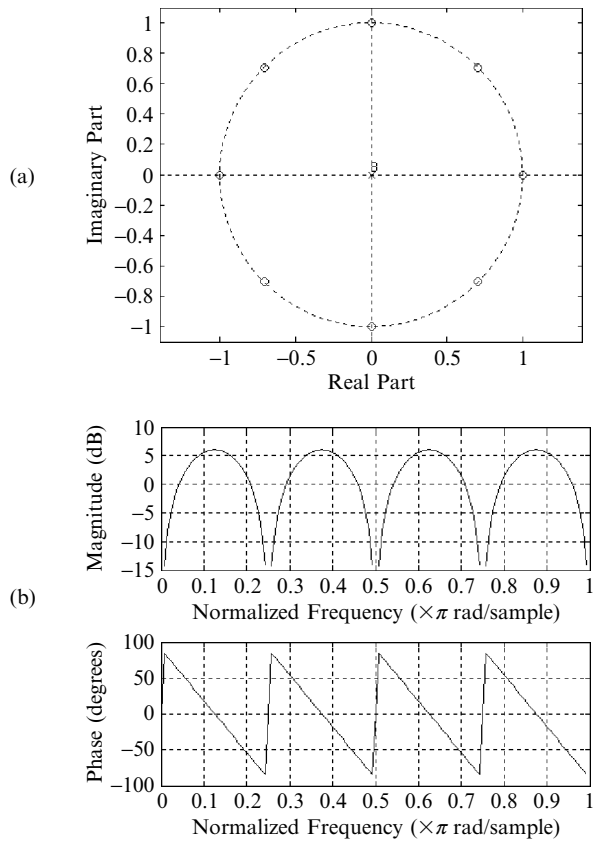 (a)
Imaginary Part
1
0.8
0.6
0.4
0.2
0
−0.2
−0.4
−0.6
−0.8
−1
8
−1 −0.5 0 0.5 1
Real Part
(b)
Magnitude (dB)
10
5
0
−5
−10
−15
0 0.1 0.2 0.3 0.4 0.5 0.6 0.7 0.8 0.9 1
Normalized Frequency (×π rad/sample)
Phase (degrees)
100
50
0
−50
−100
0 0.1 0.2 0.3 0.4 0.5 0.6 0.7 0.8 0.9 1
Normalized Frequency (×π rad/sample)